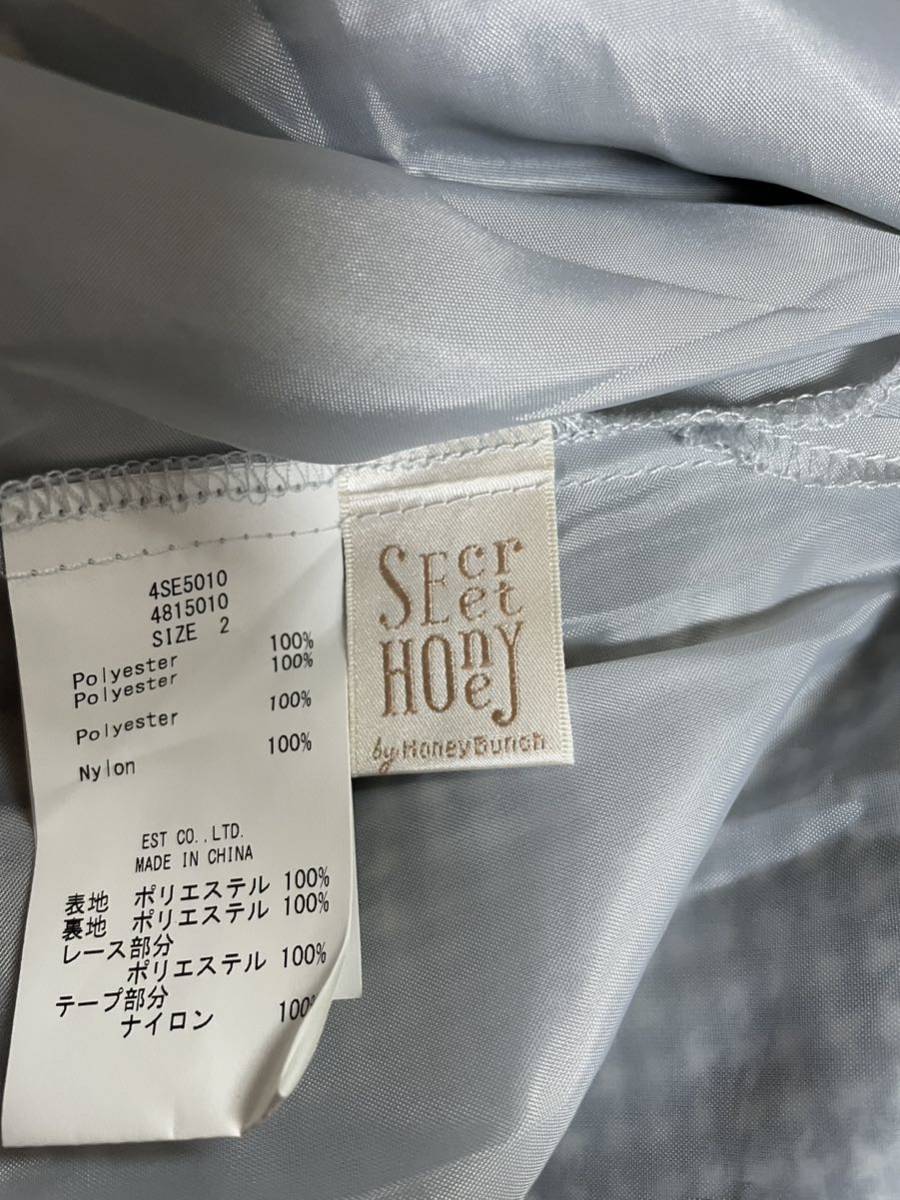 4SE5010
4815010
SIZE 2
Polyester 100%
Polyester 100%
Polyester 100%
Nylon 100%
EST CO.,LTD.
MADE IN CHINA
表地 ポリエステル 100%
裏地 ポリエステル 100%
レース部分
ポリエステル 100%
テープ部分
ナイロン 100%
SEcret
HONEY
by HoneyBunch